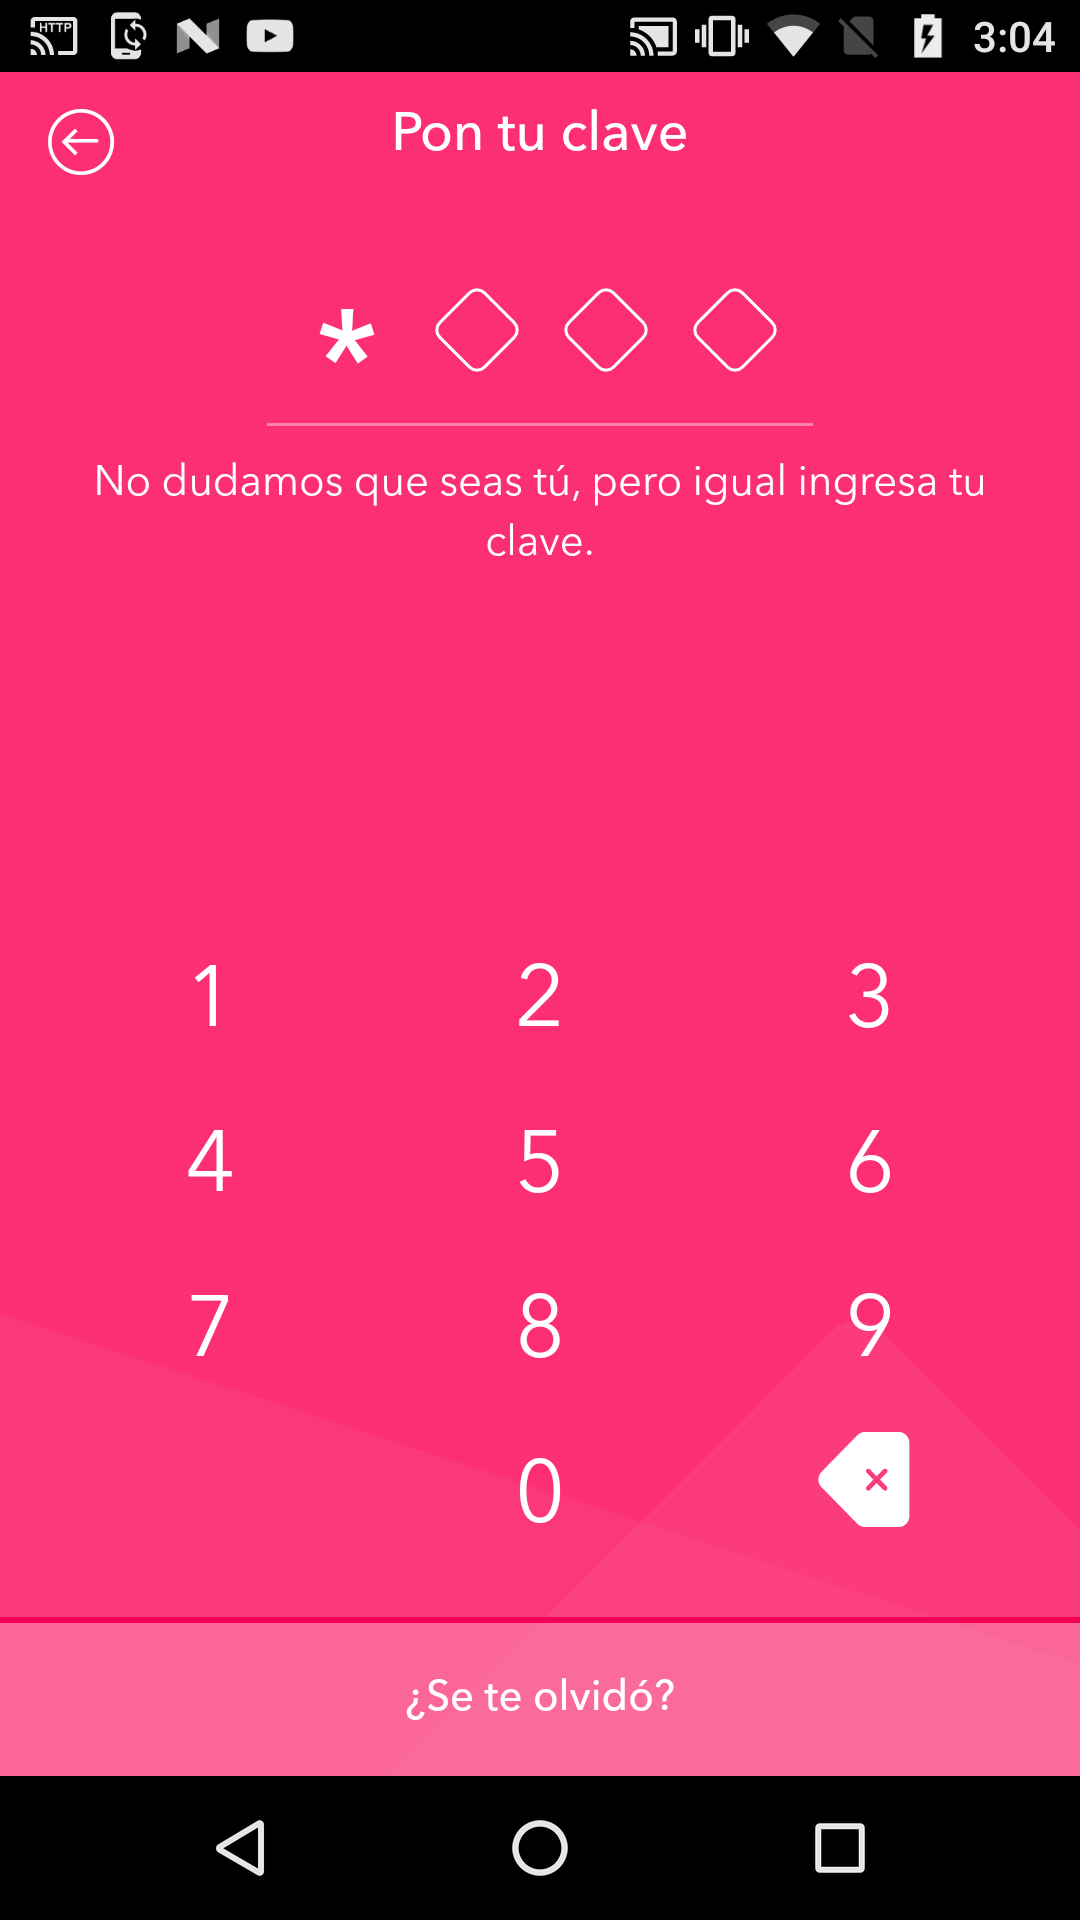 HTTP
3:04
Pon tu clave
*
No dudamos que seas tú, pero igual ingresa tu
clave.
1 2 3
4 5 6
7 8 9
0
¿Se te olvidó?